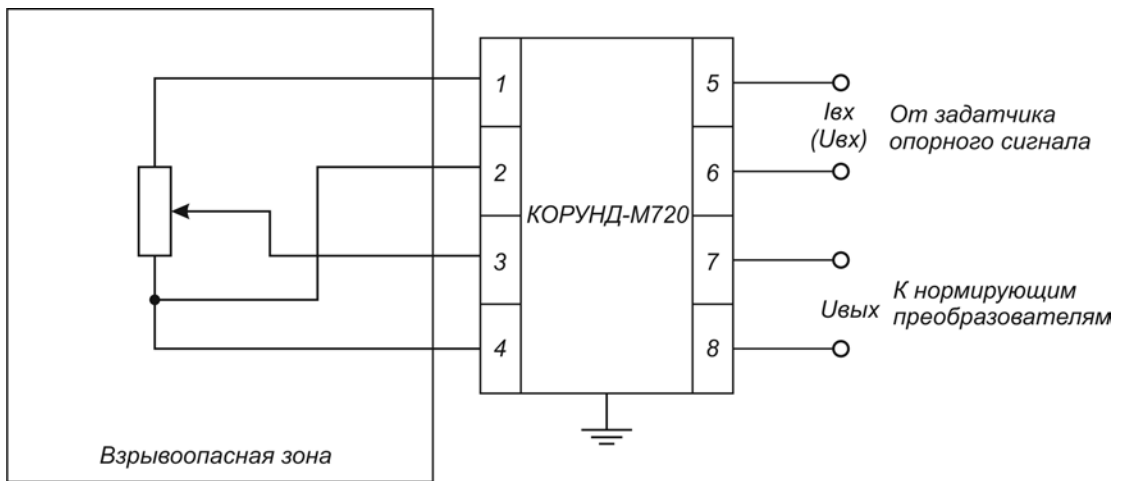 1
2
3
4
КОРУНД-М720
5
6
7
8
Iвх
(Uвх)
От задатчика
опорного сигнала
Uвых
К нормирующим
преобразователям
Взрывоопасная зона